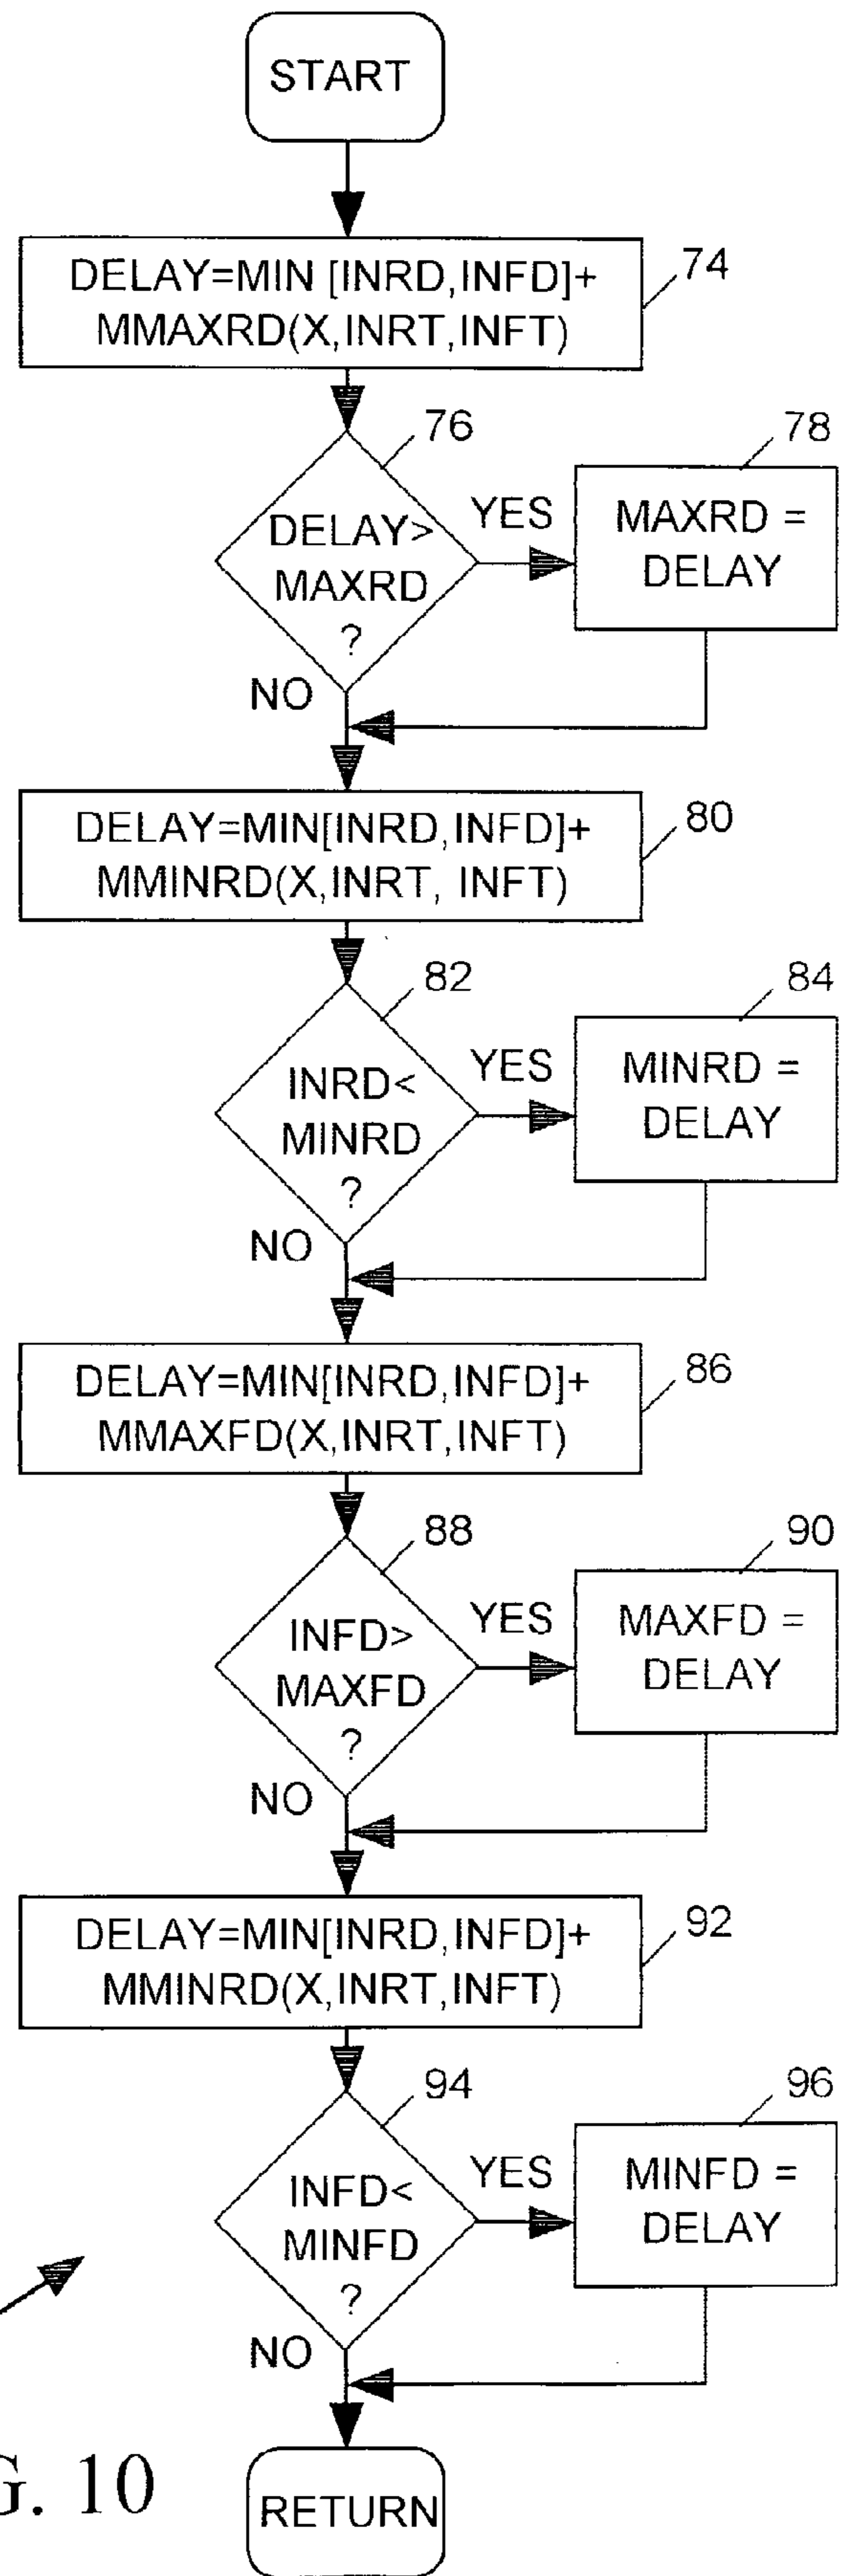 START
DELAY=MIN [INRD,INFD]+
MMAXRD(X,INRT,INFT)
74
76
DELAY>
MAXRD
?
YES
NO
78
MAXRD =
DELAY
DELAY=MIN[INRD,INFD]+
MMINRD(X,INRT, INFT)
80
82
INRD<
MINRD
?
YES
NO
84
MINRD =
DELAY
DELAY=MIN[INRD,INFD]+
MMAXFD(X,INRT,INFT)
86
88
INFD>
MAXFD
?
YES
NO
90
MAXFD =
DELAY
DELAY=MIN[INRD,INFD]+
MMINRD(X,INRT,INFT)
92
94
INFD<
MINFD
?
YES
NO
96
MINFD =
DELAY
G. 10
RETURN